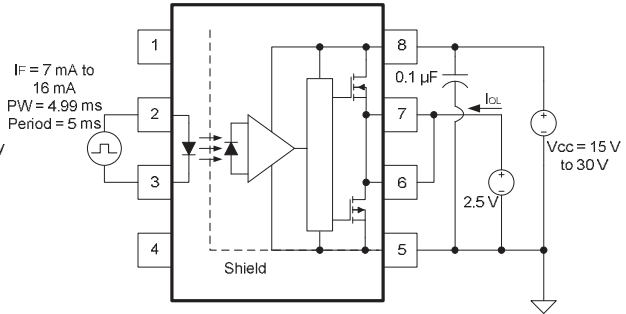 1
2
3
4
8
7
6
5
IF = 7 mA to
16 mA
PW = 4.99 ms
Period = 5 ms
Shield
0.1 µF
IOL
2.5 V
Vcc = 15 V
to 30 V